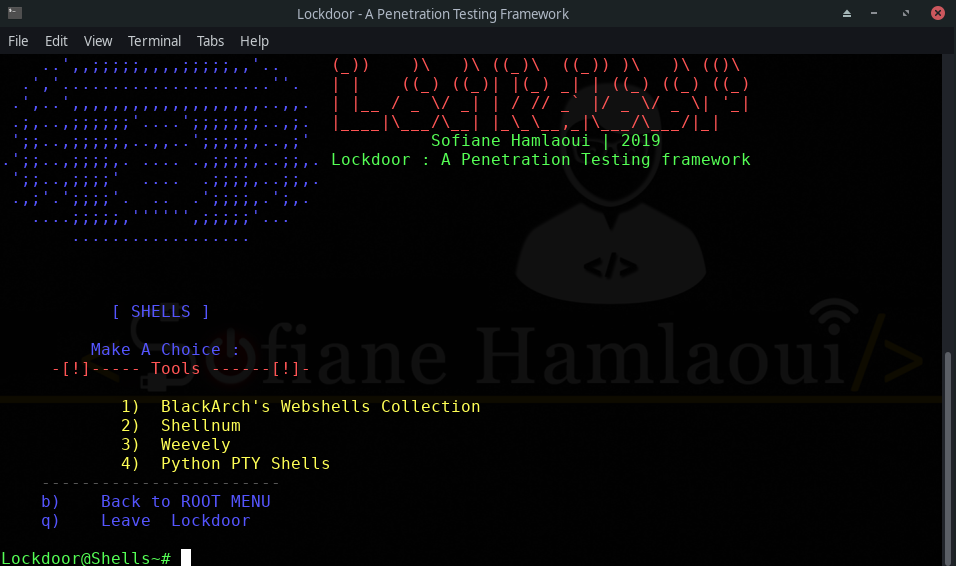 Lockdoor - A Penetration Testing Framework
File Edit View Terminal Tabs Help
Sofiane Hamlaoui | 2019
Lockdoor : A Penetration Testing framework
[ SHELLS ]
Make A Choice :
-[!]----- Tools ------[!]-
1) BlackArch's Webshells Collection
2) Shellnum
3) Weevely
4) Python PTY Shells
------------------------
b) Back to ROOT MENU
q) Leave Lockdoor
Lockdoor@Shells~#